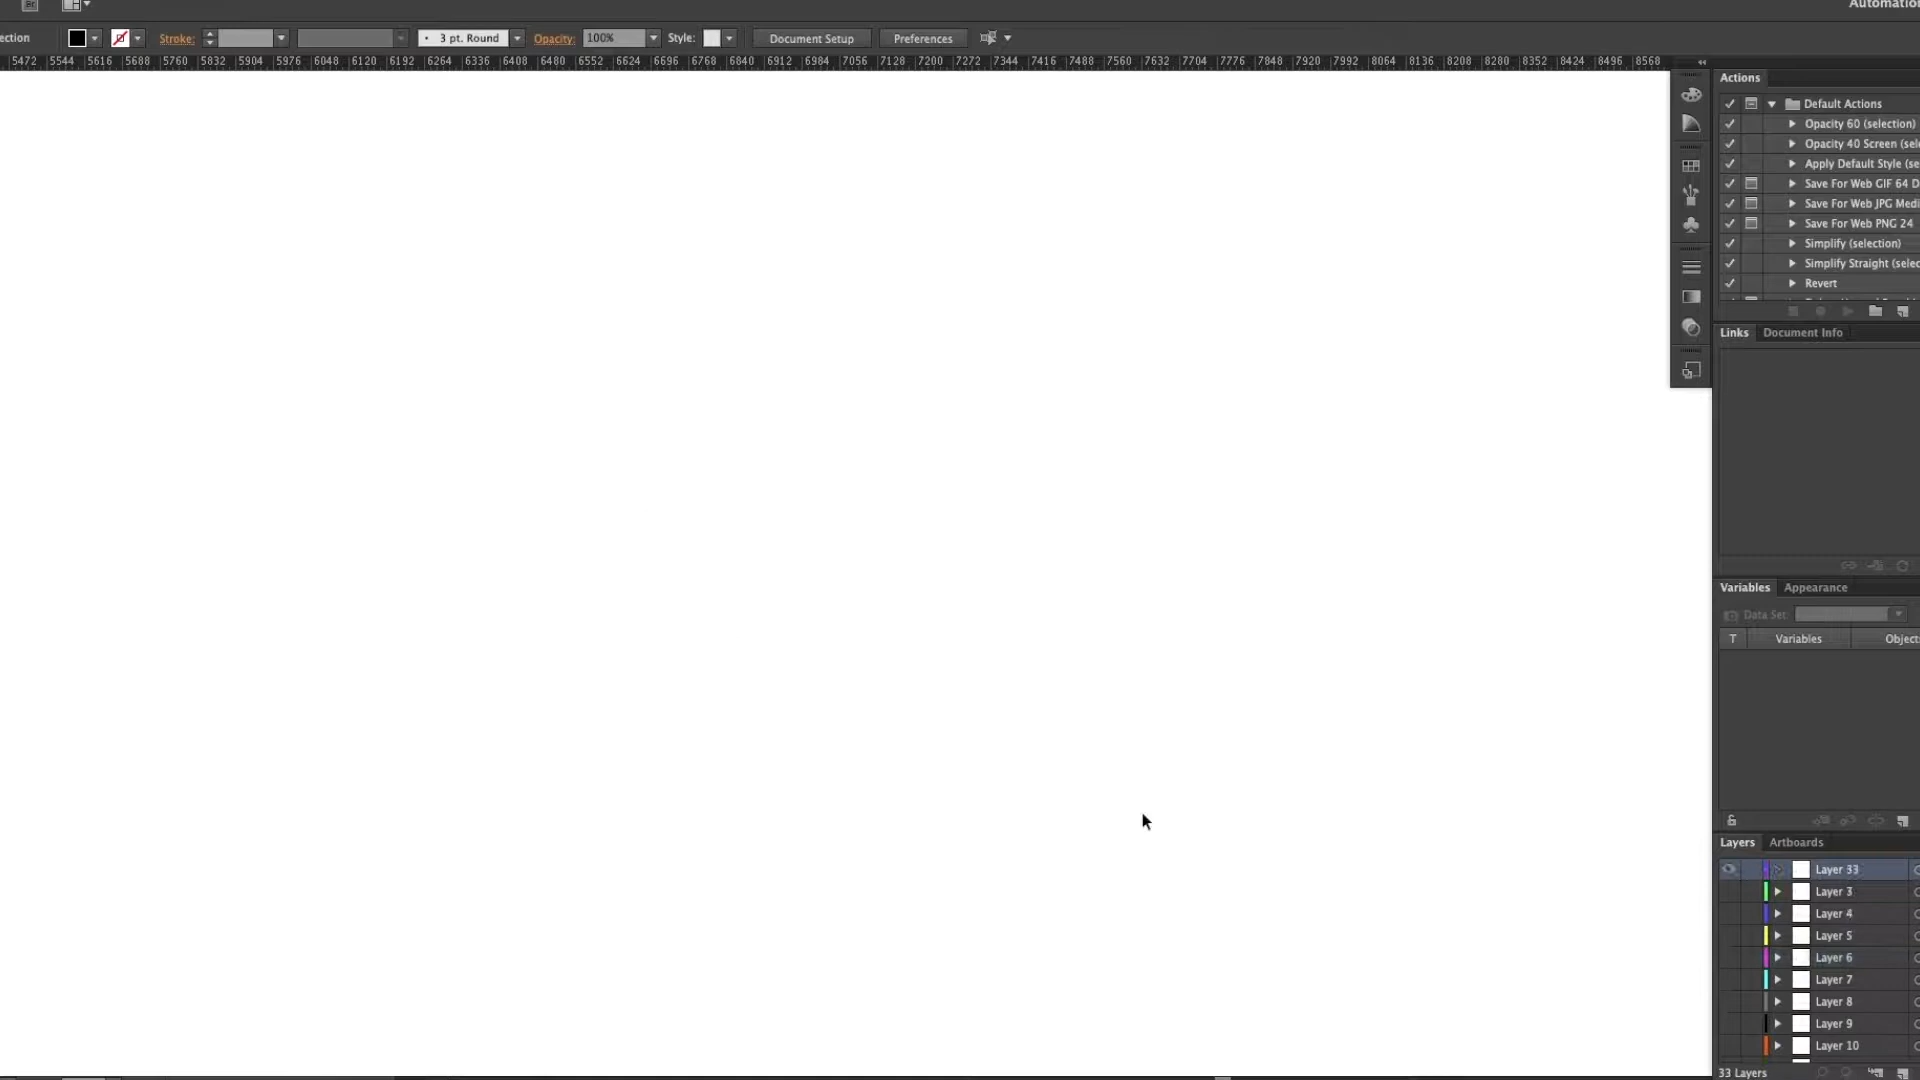 Br
Automatio
ection
Stroke:
3 pt. Round
Opacity:
100%
Style:
Document Setup
Preferences
5472 5544 5616 5688 5760 5832 5904 5976 6048 6120 6192 6264 6336 6408 6480 6552 6624 6696 6768 6840 6912 6984 7056 7128 7200 7272 7344 7416 7488 7560 7632 7704 7776 7848 7920 7992 8064 8136 8208 8280 8352 8424 8496 8568
Actions
Default Actions
Opacity 60 (selection)
Opacity 40 Screen (sele
Apply Default Style (se
Save For Web GIF 64 D
Save For Web JPG Medi
Save For Web PNG 24
Simplify (selection)
Simplify Straight (selec
Revert
Links Document Info
Variables Appearance
Data Set:
T Variables Object
Layers Artboards
Layer 33
Layer 3
Layer 4
Layer 5
Layer 6
Layer 7
Layer 8
Layer 9
Layer 10
33 Layers